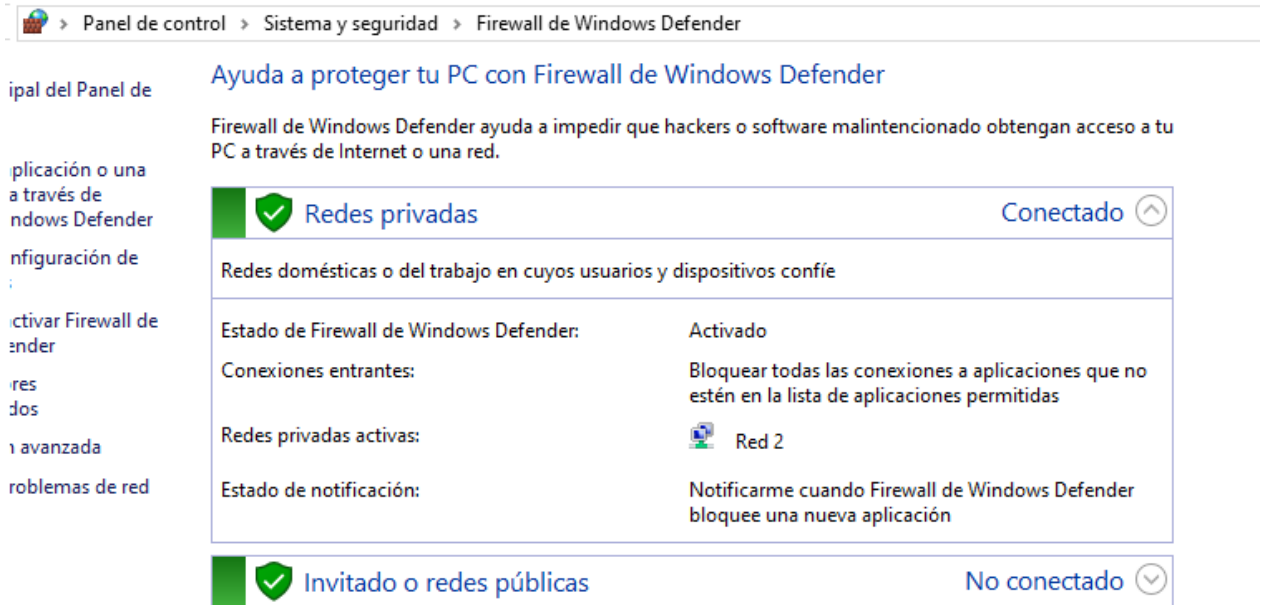 Panel de control > Sistema y seguridad > Firewall de Windows Defender
ipal del Panel de
plicación o una
a través de
ndows Defender
nfiguración de
ctivar Firewall de
ender
res
dos
n avanzada
roblemas de red
Ayuda a proteger tu PC con Firewall de Windows Defender
Firewall de Windows Defender ayuda a impedir que hackers o software malintencionado obtengan acceso a tu
PC a través de Internet o una red.
Redes privadas Conectado
Redes domésticas o del trabajo en cuyos usuarios y dispositivos confíe
Estado de Firewall de Windows Defender: Activado
Conexiones entrantes: Bloquear todas las conexiones a aplicaciones que no
estén en la lista de aplicaciones permitidas
Redes privadas activas: Red 2
Estado de notificación: Notificarme cuando Firewall de Windows Defender
bloquee una nueva aplicación
Invitado o redes públicas No conectado